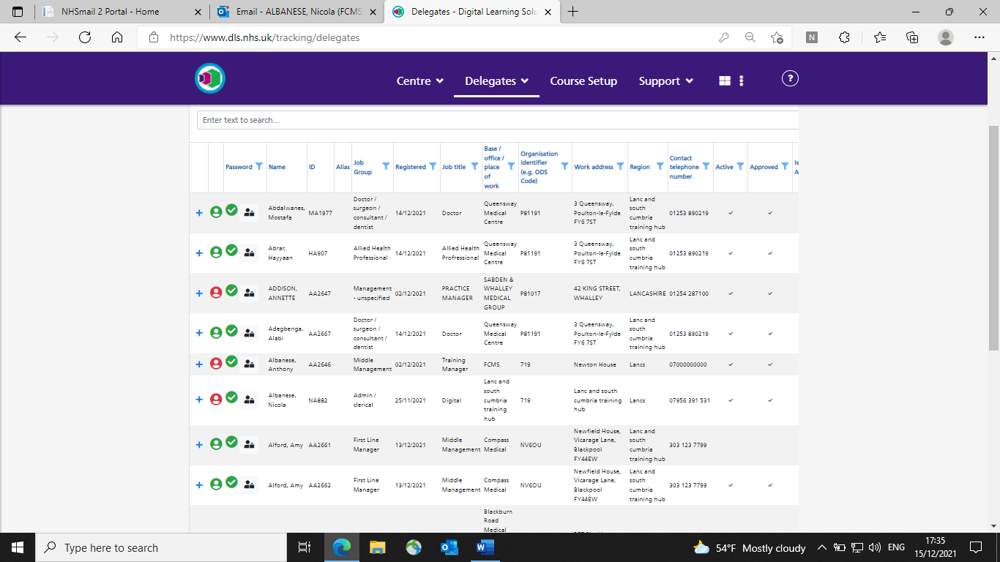 NHSmail 2 Portal - Home
Email - ALBANESE, Nicola (FCMS
Delegates - Digital Learning Solu
https://www.dls.nhs.uk/tracking/delegates
Centre
Delegates
Course Setup
Support
?
Enter text to search...
Password
Name
ID
Alias
Job
Group
Registered
Job title
Base /
office /
place
of
work
Organisation
identifier
(e.g. ODS
Code)
Work address
Region
Contact
telephone
number
Active
Approved
Is
A
Abdalwanes,
Mostafa
MA1977
Doctor /
surgeon /
consultant /
dentist
14/12/2021
Doctor
Queensway
Medical
Centre
P81191
3 Queensway,
Poulton-le-Fylde
FY6 7ST
Lanc and
south
cumbria
training hub
01253 890219
Abrar,
Hayyaan
HA907
Allied Health
Professional
14/12/2021
Allied Health
Profressional
Queensway
Medical
Centre
P81191
3 Queensway,
Poulton-le-Fylde
FY6 7ST
Lanc and
south
cumbria
training hub
01253 890219
ADDISON,
ANNETTE
AA2647
Management
- unspecified
02/12/2021
PRACTICE
MANAGER
SABDEN &
WHALLEY
MEDICAL
GROUP
P81017
42 KING STREET,
WHALLEY
LANCASHIRE
01254 287100
Adegbenga,
Alabi
AA2667
Doctor /
surgeon /
consultant /
dentist
14/12/2021
Doctor
Queensway
Medical
Centre
P81191
3 Queensway,
Poulton-le-Fylde
FY6 7ST
Lanc and
south
cumbria
training hub
01253 890219
Albanese,
Anthony
AA2646
Middle
Management
02/12/2021
Training
Manager
FCMS
719
Newton House
Lancs
07000000000
Albanese,
Nicola
NA882
Admin /
clerical
25/11/2021
Digital
Lanc and
south
cumbria
training
hub
719
Lanc and south
cumbria training
hub
Lancs
07956 391 531
Alford, Amy
AA2661
First Line
Manager
13/12/2021
Middle
Management
Compass
Medical
NV6OU
Newfield House,
Vicarage Lane,
Blackpool
FY44EW
Lanc and
south
cumbria
training hub
303 123 7799
Alford, Amy
AA2662
First Line
Manager
13/12/2021
Middle
Management
Compass
Medical
NV6OU
Newfield House,
Vicarage Lane,
Blackpool
FY44EW
Lanc and
south
cumbria
training hub
303 123 7799
Blackburn
Road
Medical
Type here to search
54°F Mostly cloudy
ENG
17:35
15/12/2021